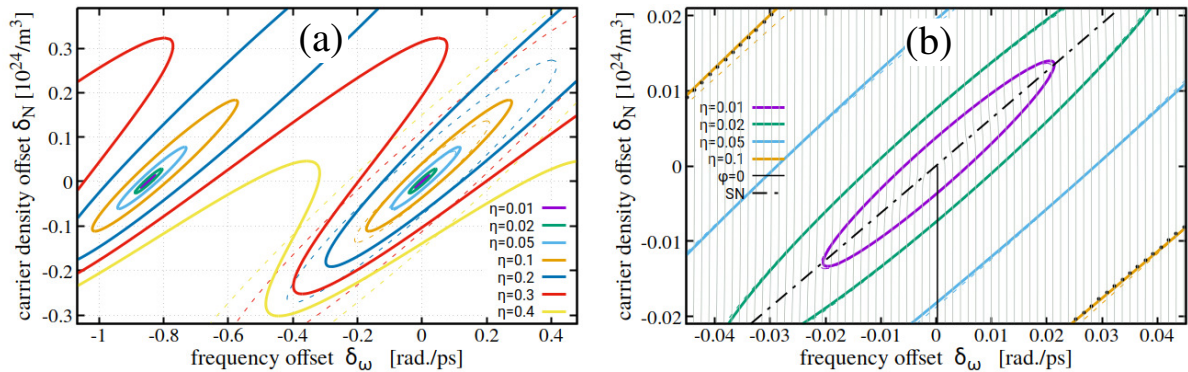 (a)
carrier density offset δN [10^24/m^3]
0.3
0.2
0.1
0
-0.1
-0.2
-0.3
η=0.01
η=0.02
η=0.05
η=0.1
η=0.2
η=0.3
η=0.4
-1 -0.8 -0.6 -0.4 -0.2 0 0.2 0.4
frequency offset δω [rad./ps]
(b)
carrier density offset δN [10^24/m^3]
0.02
0.01
0
-0.01
-0.02
η=0.01
η=0.02
η=0.05
η=0.1
φ=0
SN
-0.04 -0.03 -0.02 -0.01 0 0.01 0.02 0.03 0.04
frequency offset δω [rad./ps]